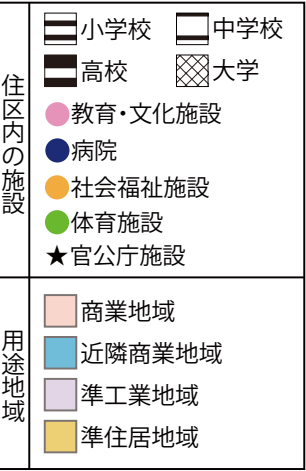 住区内の施設
小学校 中学校
高校 大学
教育・文化施設
病院
社会福祉施設
体育施設
★官公庁施設
用途地域
商業地域
近隣商業地域
準工業地域
準住居地域